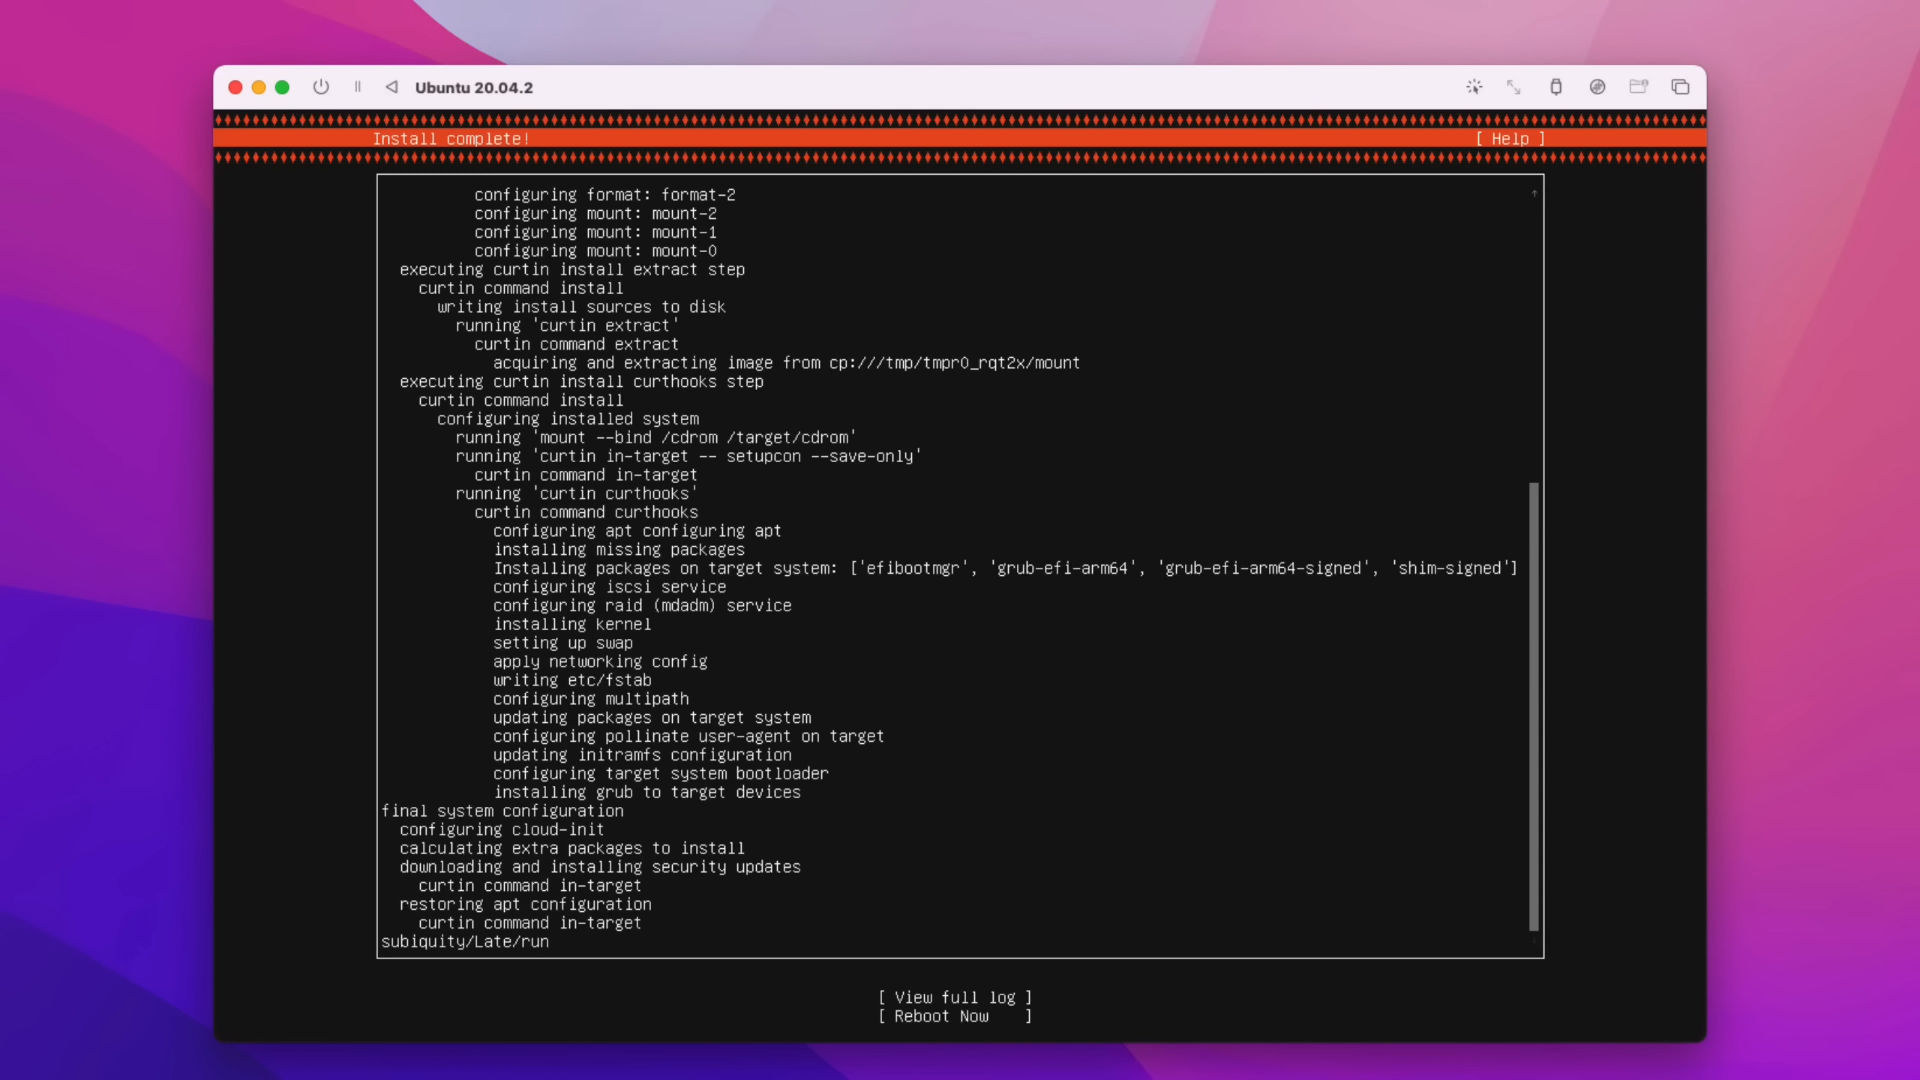 Ubuntu 20.04.2
Install complete!
[ Help ]
configuring format: format-2
configuring mount: mount-2
configuring mount: mount-1
configuring mount: mount-0
executing curtin install extract step
curtin command install
writing install sources to disk
running 'curtin extract'
curtin command extract
acquiring and extracting image from cp:///tmp/tmpr0_rqt2x/mount
executing curtin install curthooks step
curtin command install
configuring installed system
running 'mount --bind /cdrom /target/cdrom'
running 'curtin in-target -- setupcon --save-only'
curtin command in-target
running 'curtin curthooks'
curtin command curthooks
configuring apt configuring apt
installing missing packages
Installing packages on target system: ['efibootmgr', 'grub-efi-arm64', 'grub-efi-arm64-signed', 'shim-signed']
configuring iscsi service
configuring raid (mdadm) service
installing kernel
setting up swap
apply networking config
writing etc/fstab
configuring multipath
updating packages on target system
configuring pollinate user-agent on target
updating initramfs configuration
configuring target system bootloader
installing grub to target devices
final system configuration
configuring cloud-init
calculating extra packages to install
downloading and installing security updates
curtin command in-target
restoring apt configuration
curtin command in-target
subiquity/Late/run
[ View full log ]
[ Reboot Now ]